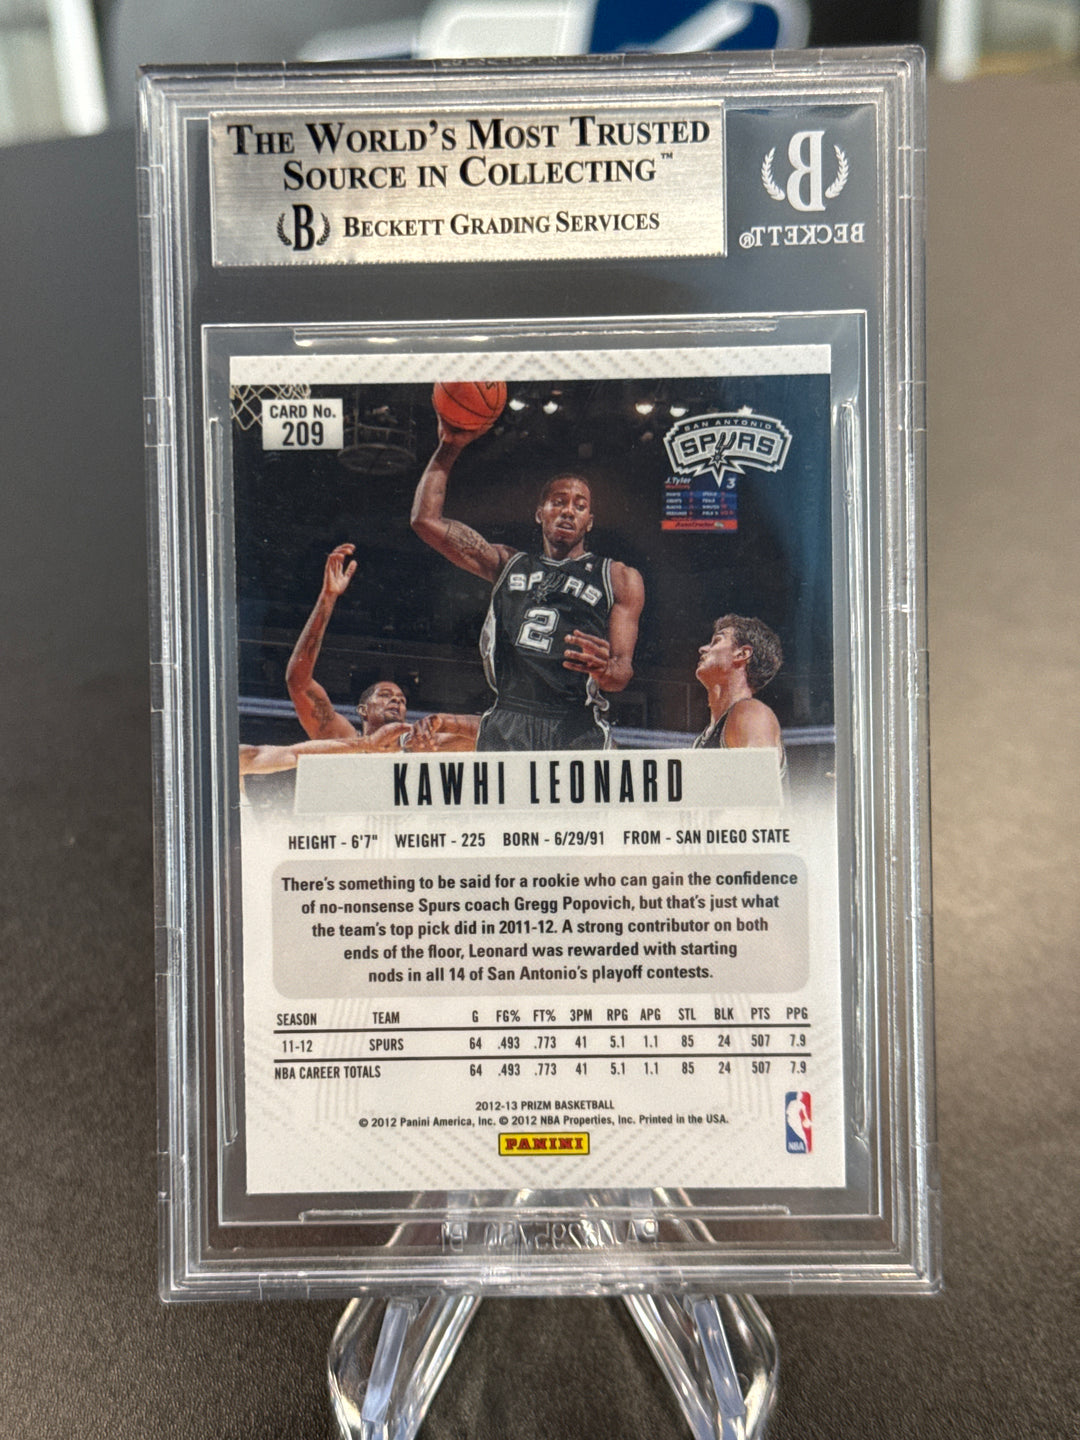 THE WORLD'S MOST TRUSTED
SOURCE IN COLLECTING™
B BECKETT GRADING SERVICES
B
BECKETT®
CARD No.
209
SAN ANTONIO
SPURS
J.Tyler
3
SPURS
2
KAWHI LEONARD
HEIGHT - 6'7" WEIGHT - 225 BORN - 6/29/91 FROM - SAN DIEGO STATE
There's something to be said for a rookie who can gain the confidence
of no-nonsense Spurs coach Gregg Popovich, but that's just what
the team's top pick did in 2011-12. A strong contributor on both
ends of the floor, Leonard was rewarded with starting
nods in all 14 of San Antonio's playoff contests.
SEASON TEAM G FG% FT% 3PM RPG APG STL BLK PTS PPG
11-12 SPURS 64 .493 .773 41 5.1 1.1 85 24 507 7.9
NBA CAREER TOTALS 64 .493 .773 41 5.1 1.1 85 24 507 7.9
2012-13 PRIZM BASKETBALL
© 2012 Panini America, Inc. © 2012 NBA Properties, Inc. Printed in the USA.
PANINI
NBA